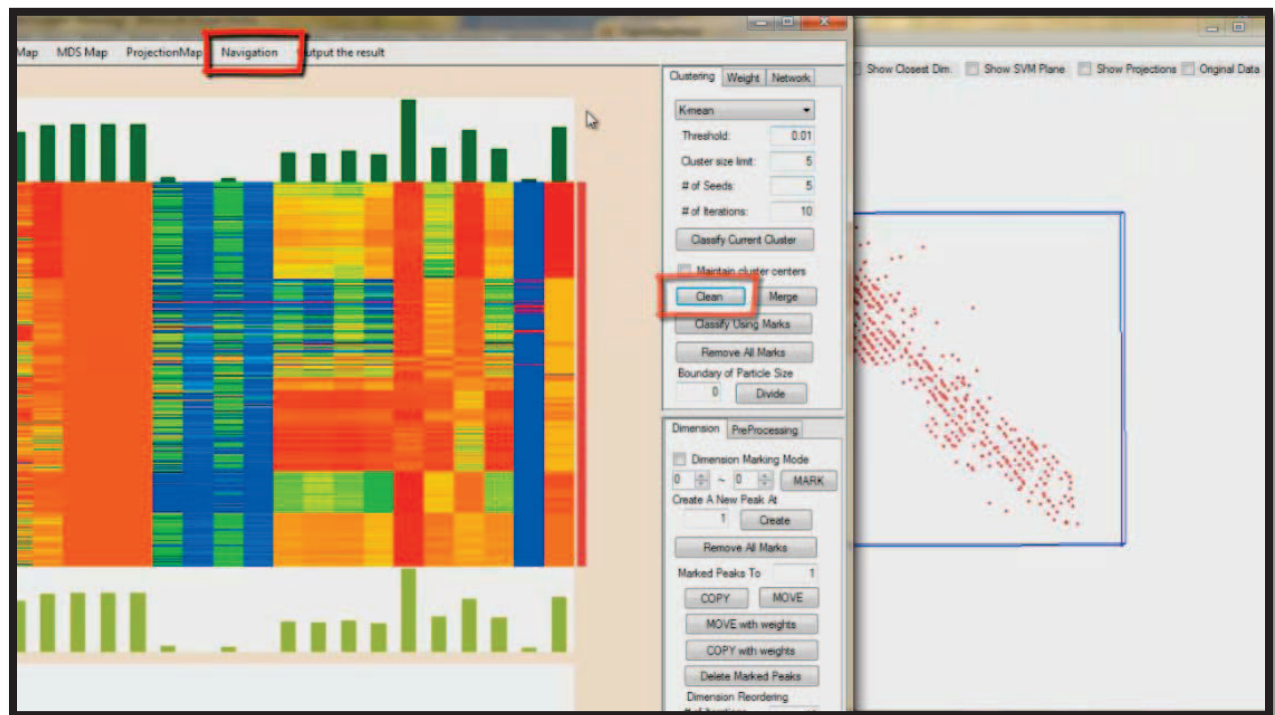 Map MDS Map ProjectionMap Navigation Output the result
Show Closest Dim. Show SVM Plane Show Projections Original Data
Clustering Weight Network
K-mean
Threshold: 0.01
Cluster size limit: 5
# of Seeds: 5
# of Iterations: 10
Classify Current Cluster
Maintain cluster centers
Clean Merge
Classify Using Marks
Remove All Marks
Boundary of Particle Size
0 Divide
Dimension PreProcessing
Dimension Marking Mode
0 ~ 0 MARK
Create A New Peak At
1 Create
Remove All Marks
Marked Peaks To 1
COPY MOVE
MOVE with weights
COPY with weights
Delete Marked Peaks
Dimension Reordering
# of Iterations